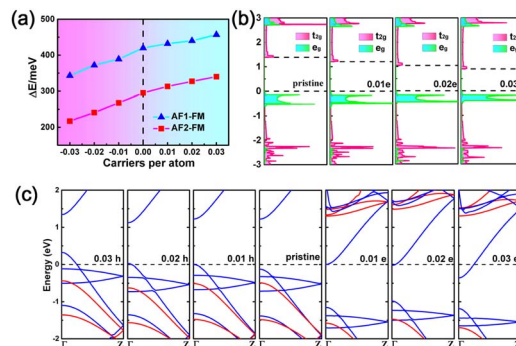 (a)
ΔE/meV
500
400
300
200
AF1-FM
AF2-FM
-0.03 -0.02 -0.01 0.00 0.01 0.02 0.03
Carriers per atom
(b)
3
2
1
0
-1
-2
-3
t2g
eg
pristine
t2g
eg
0.01e
t2g
eg
0.02e
t2g
eg
0.03
(c)
Energy (eV)
2
1
0
-1
-2
0.03 h
0.02 h
0.01 h
pristine
0.01 e
0.02 e
0.03 e